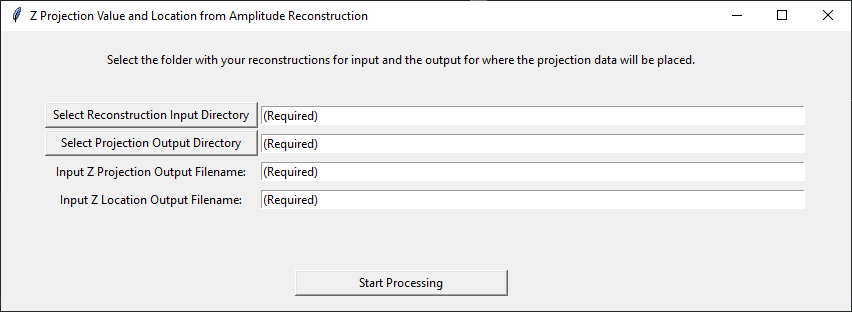 Z Projection Value and Location from Amplitude Reconstruction
Select the folder with your reconstructions for input and the output for where the projection data will be placed.
Select Reconstruction Input Directory (Required)
Select Projection Output Directory (Required)
Input Z Projection Output Filename: (Required)
Input Z Location Output Filename: (Required)
Start Processing